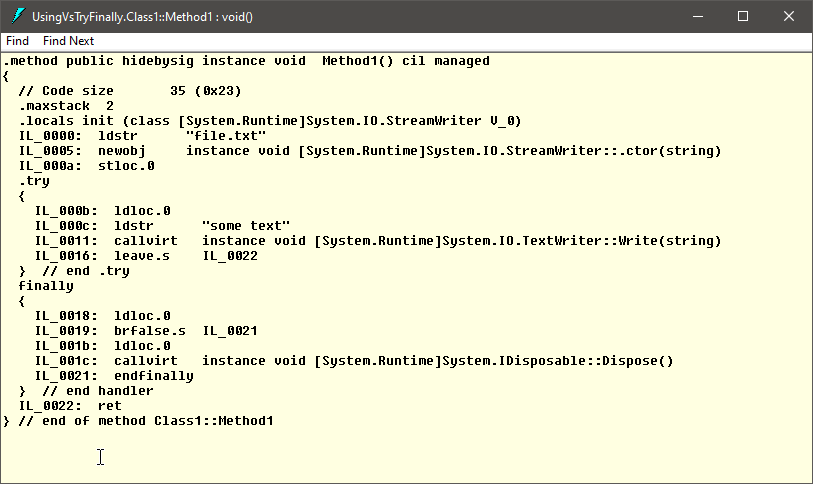 UsingVsTryFinally.Class1::Method1 : void()
Find Find Next
.method public hidebysig instance void  Method1() cil managed
{
  // Code size       35 (0x23)
  .maxstack  2
  .locals init (class [System.Runtime]System.IO.StreamWriter V_0)
  IL_0000:  ldstr      "file.txt"
  IL_0005:  newobj     instance void [System.Runtime]System.IO.StreamWriter::.ctor(string)
  IL_000a:  stloc.0
  .try
  {
    IL_000b:  ldloc.0
    IL_000c:  ldstr      "some text"
    IL_0011:  callvirt   instance void [System.Runtime]System.IO.TextWriter::Write(string)
    IL_0016:  leave.s    IL_0022
  }  // end .try
  finally
  {
    IL_0018:  ldloc.0
    IL_0019:  brfalse.s  IL_0021
    IL_001b:  ldloc.0
    IL_001c:  callvirt   instance void [System.Runtime]System.IDisposable::Dispose()
    IL_0021:  endfinally
  }  // end handler
  IL_0022:  ret
} // end of method Class1::Method1